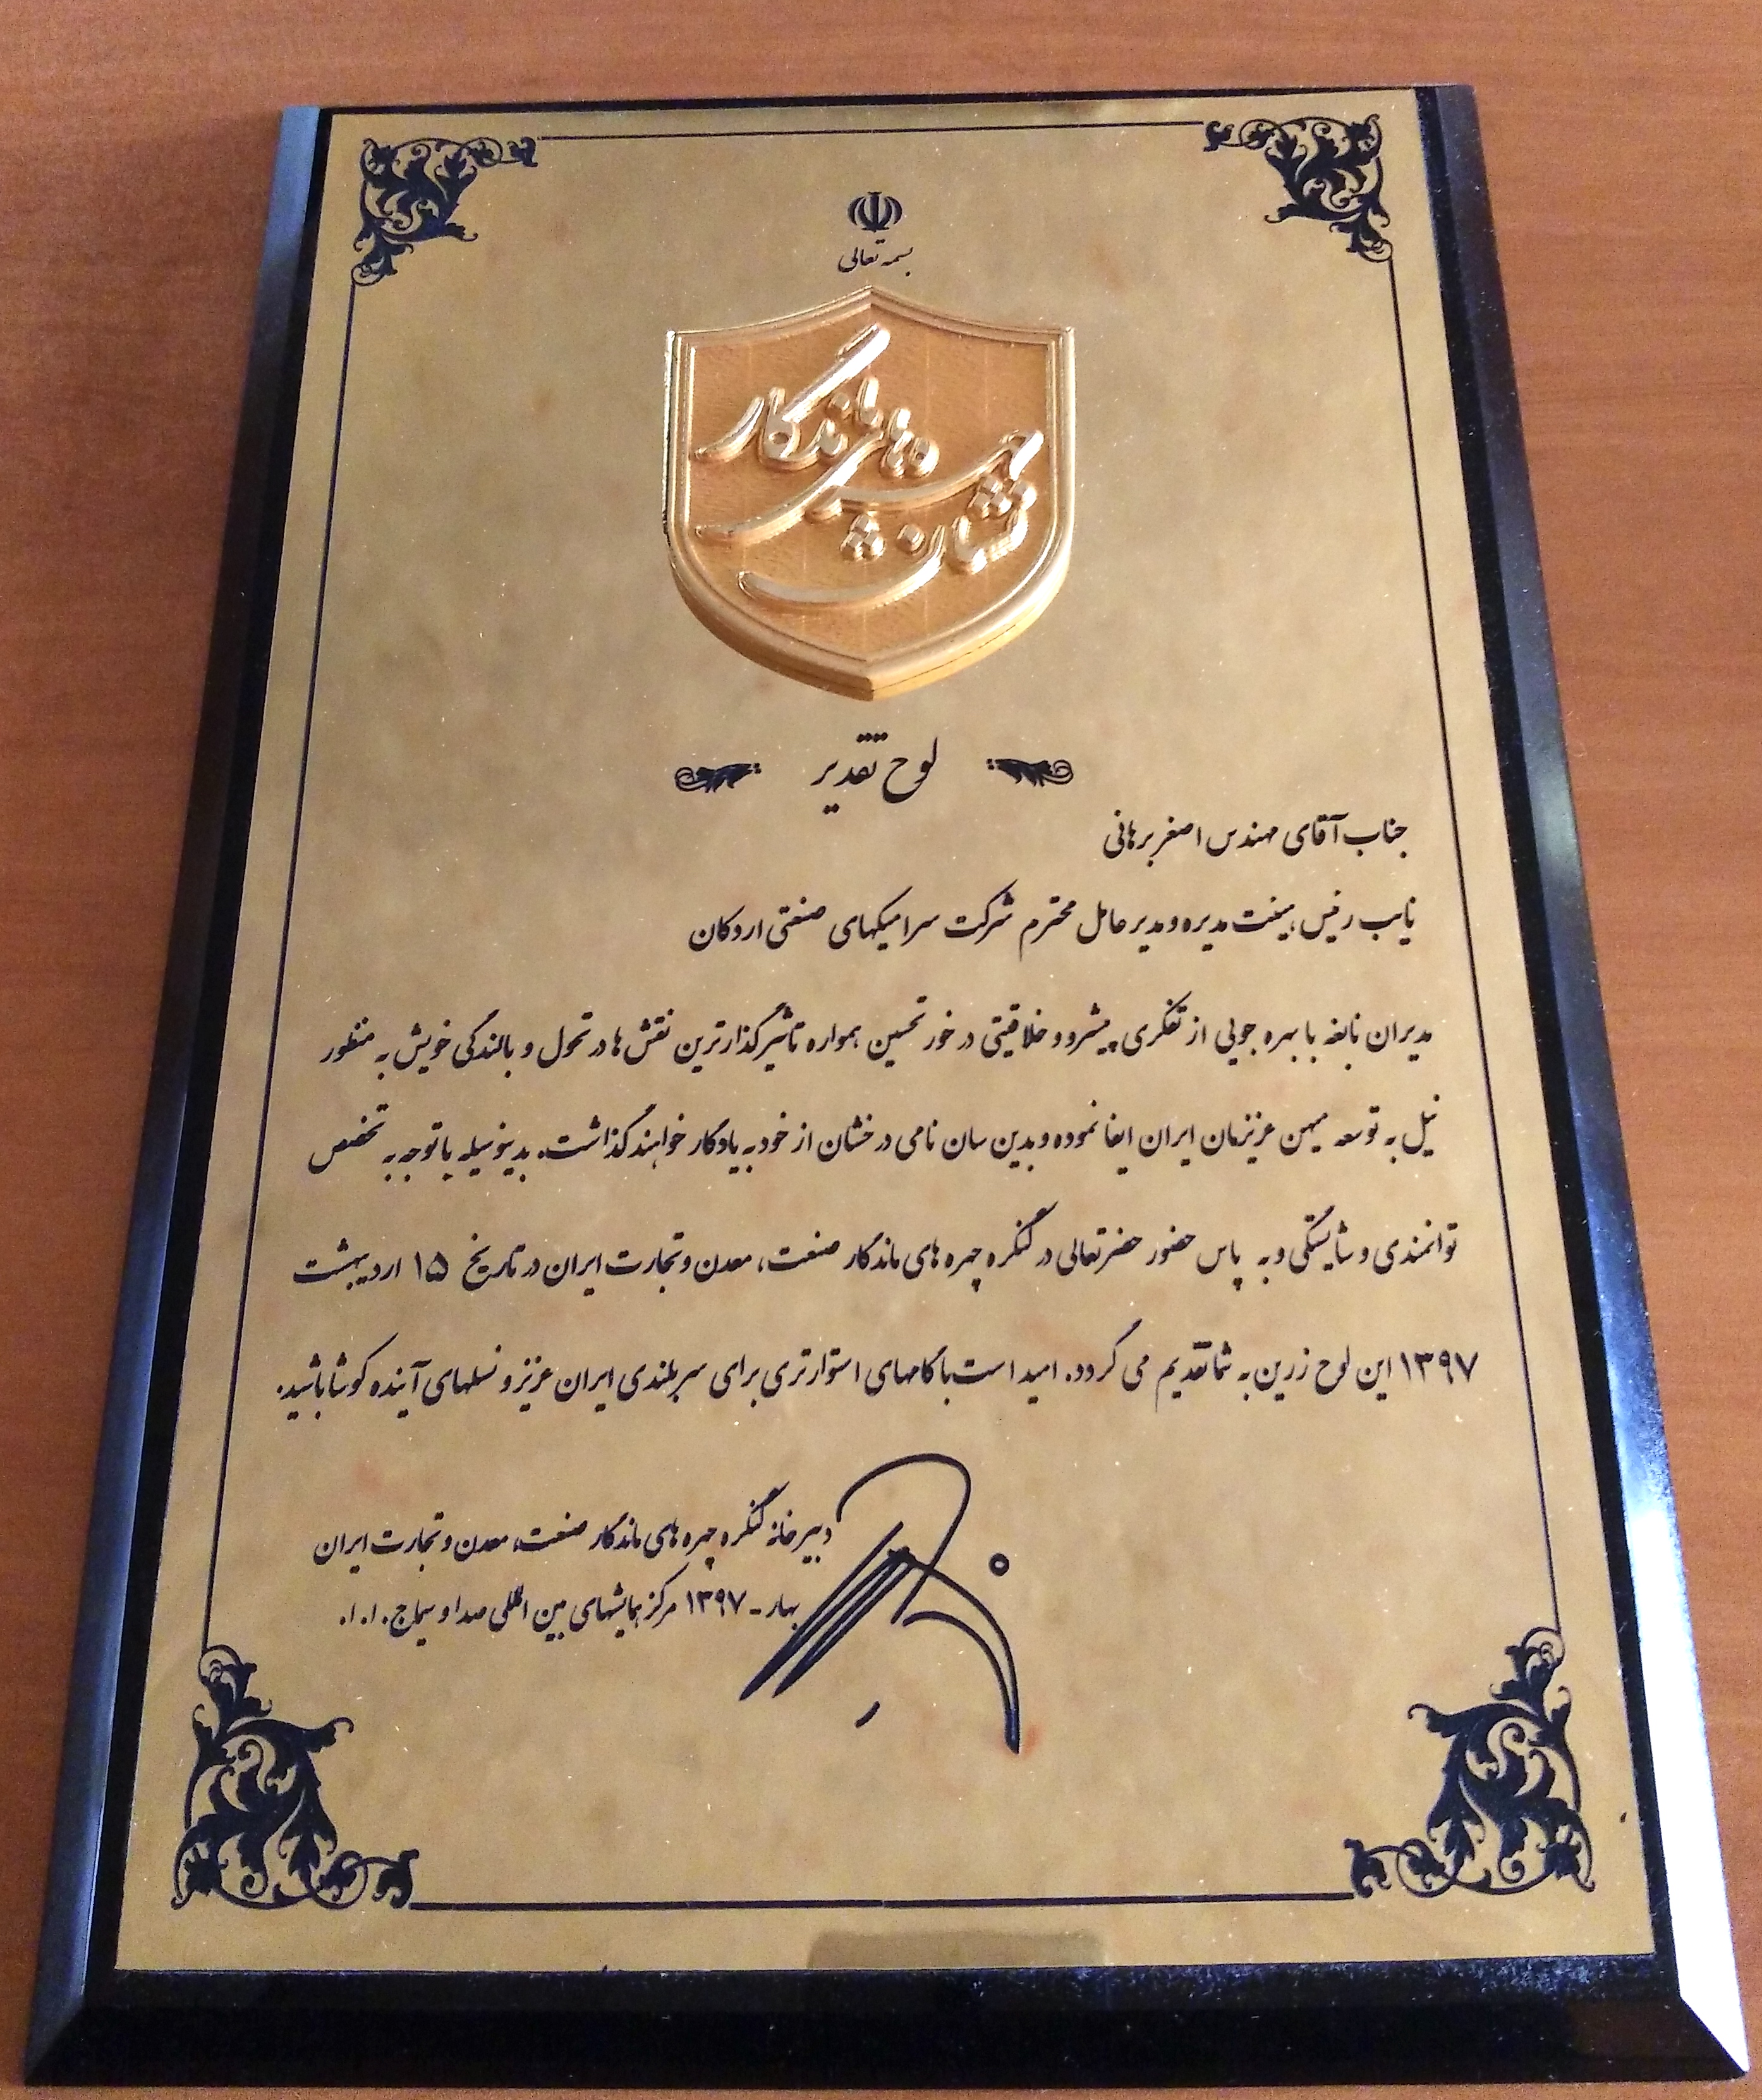 بسمه تعالی
نشان چهره‌های ماندگار
لوح تقدیر
جناب آقای مهندس اصغر برهانی
نایب رئیس هیئت مدیره و مدیر عامل محترم شرکت سرامیکهای صنعتی اردکان
مدیران نابغه با بهره جویی از تفکری پیشرو و خلاقیتی در خور تحسین همواره تاثیرگذارترین نقش ها در تحول و بالندگی خویش به منظور
نیل به توسعه میهن عزیزمان ایران ایفا نموده و بدین سان نامی درخشان از خود به یادگار خواهند گذاشت. بدینوسیله با توجه به تخصص
توانمندی و شایستگی و به پاس حضور حضرتعالی در کنگره چهره های ماندگار صنعت، معدن و تجارت ایران در تاریخ ۱۵ اردیبهشت
۱۳۹۷ این لوح زرین به شما تقدیم می گردد. امید است با گامهای استوارتری برای سربلندی ایران عزیز و نسلهای آینده کوشا باشید.
دبیرخانه کنگره چهره های ماندگار صنعت، معدن و تجارت ایران
بهار - ۱۳۹۷ مرکز همایشهای بین المللی صدا و سیما ج.ا.ا.